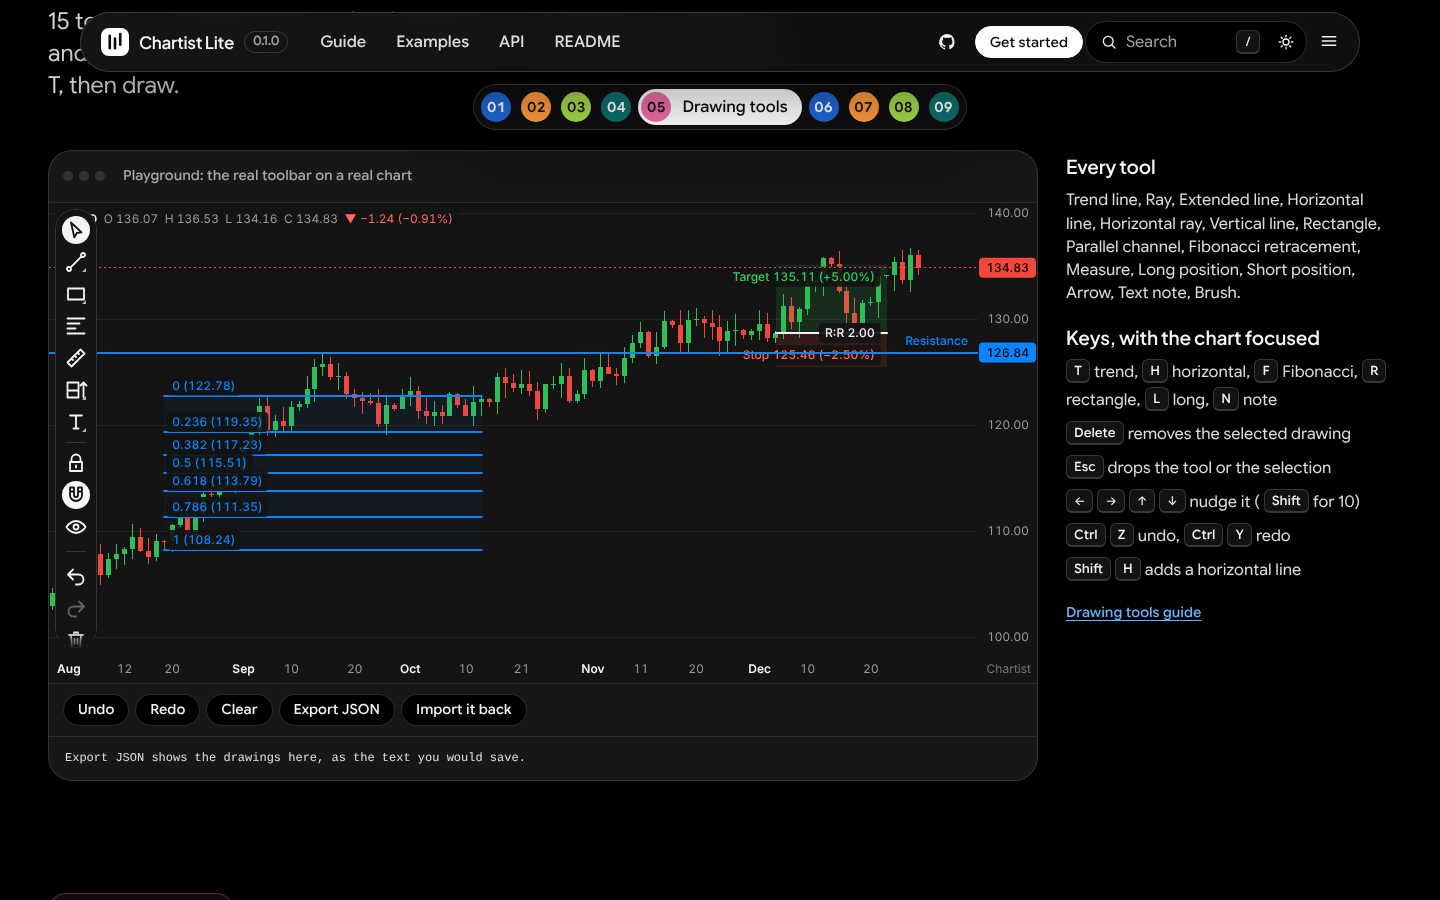 15 to
and
T, then draw.
Chartist Lite 0.1.0 Guide Examples API README Get started Search /
01 02 03 04 05 Drawing tools 06 07 08 09
Playground: the real toolbar on a real chart
O 136.07 H 136.53 L 134.16 C 134.83 ▼ −1.24 (−0.91%)
140.00
134.83
Target 135.11 (+5.00%)
130.00
R:R 2.00
Resistance
126.84
Stop 125.46 (−2.50%)
0 (122.78)
0.236 (119.35)
120.00
0.382 (117.23)
0.5 (115.51)
0.618 (113.79)
0.786 (111.35)
110.00
1 (108.24)
100.00
Aug 12 20 Sep 10 20 Oct 10 21 Nov 11 20 Dec 10 20 Chartist
Undo Redo Clear Export JSON Import it back
Export JSON shows the drawings here, as the text you would save.
Every tool
Trend line, Ray, Extended line, Horizontal
line, Horizontal ray, Vertical line, Rectangle,
Parallel channel, Fibonacci retracement,
Measure, Long position, Short position,
Arrow, Text note, Brush.
Keys, with the chart focused
T trend, H horizontal, F Fibonacci, R
rectangle, L long, N note
Delete removes the selected drawing
Esc drops the tool or the selection
← → ↑ ↓ nudge it ( Shift for 10)
Ctrl Z undo, Ctrl Y redo
Shift H adds a horizontal line
Drawing tools guide